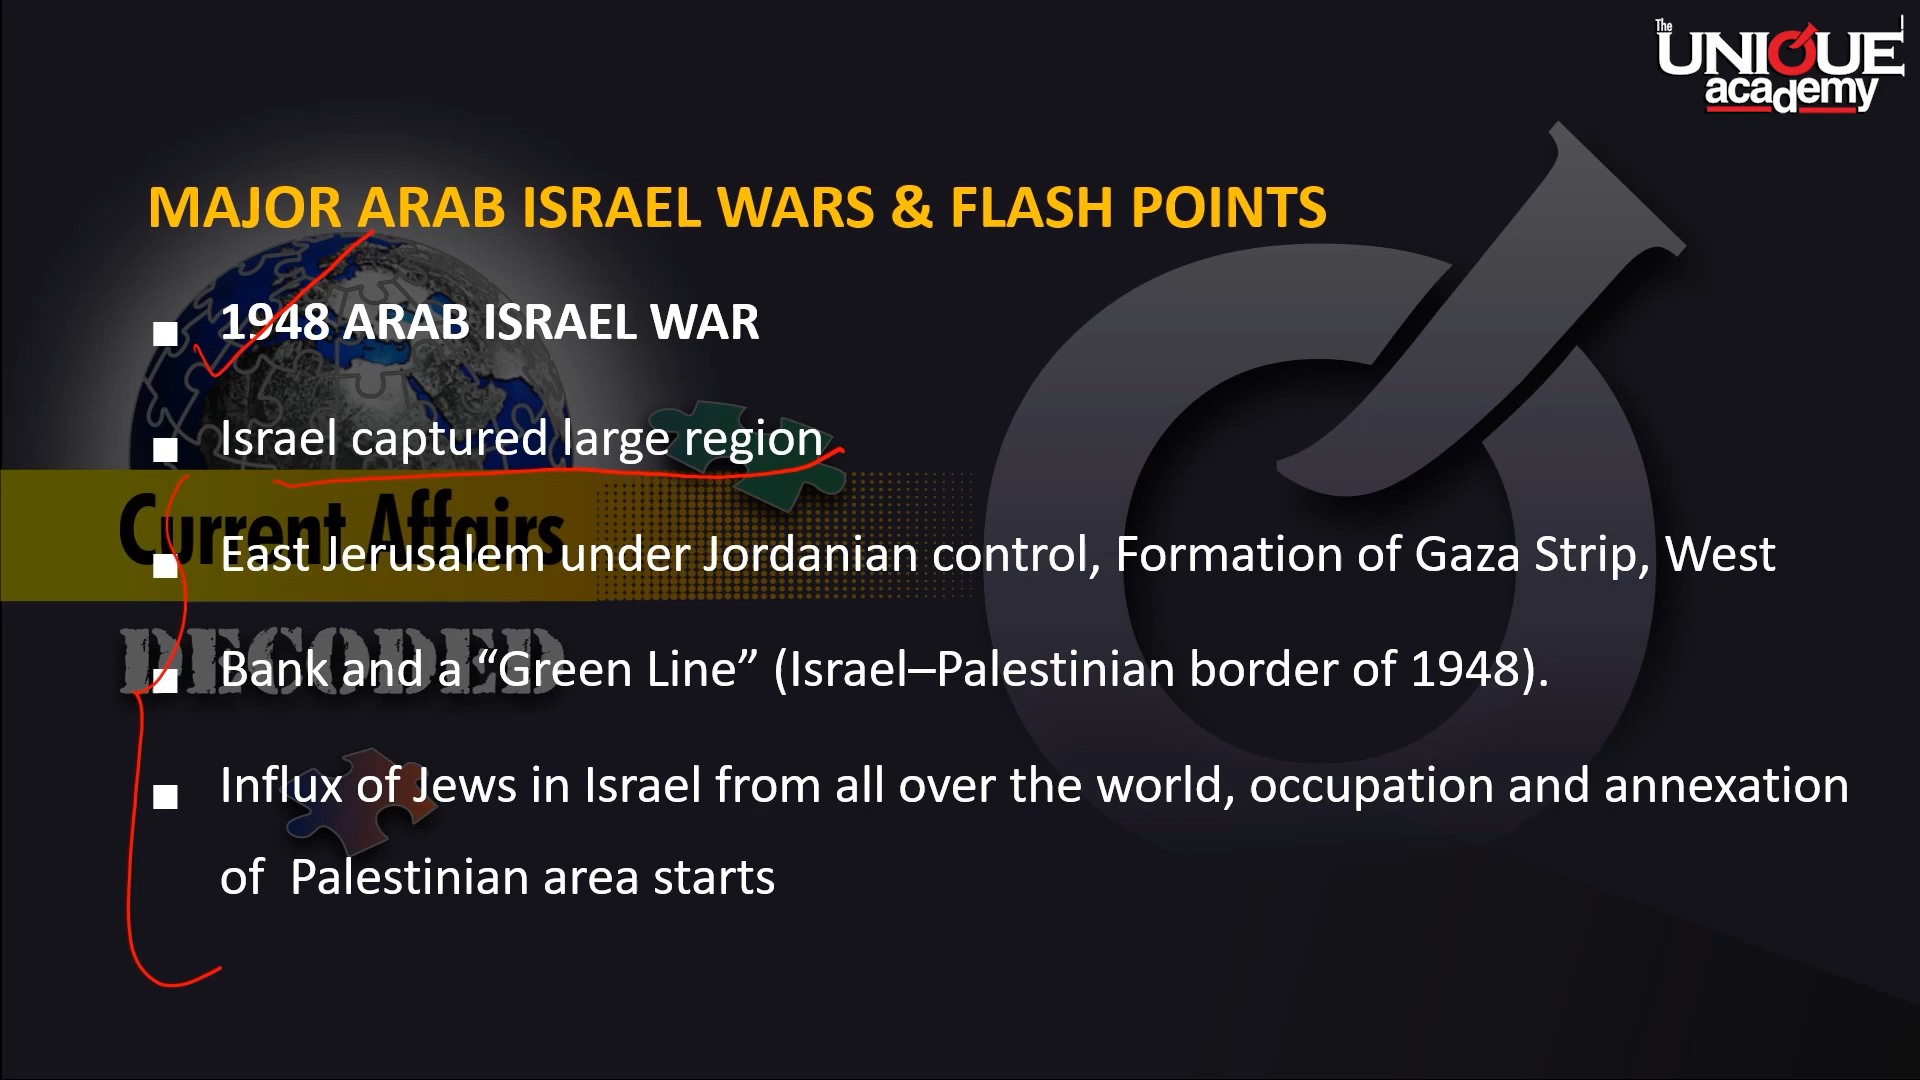 The
UNIQUE
academy
MAJOR ARAB ISRAEL WARS & FLASH POINTS
1948 ARAB ISRAEL WAR
Israel captured large region
Current Affairs
East Jerusalem under Jordanian control, Formation of Gaza Strip, West
DECODED
Bank and a “Green Line” (Israel–Palestinian border of 1948).
Influx of Jews in Israel from all over the world, occupation and annexation
of  Palestinian area starts